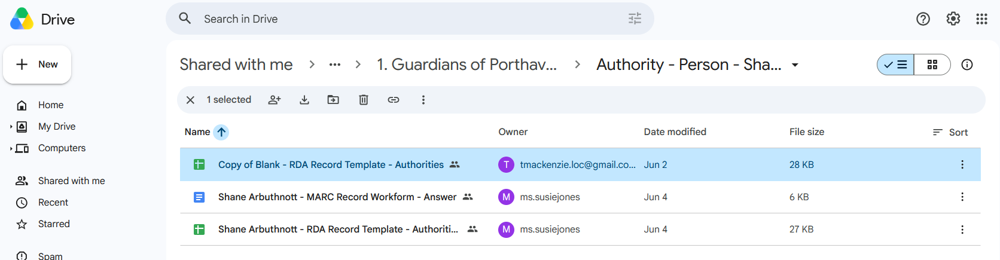 Drive
Search in Drive
New
Shared with me > ... > 1. Guardians of Porthav... > Authority - Person - Sha...
1 selected
Home
My Drive
Computers
Shared with me
Recent
Starred
Spam
Name Owner Date modified File size Sort
Copy of Blank - RDA Record Template - Authorities T tmackenzie.loc@gmail.co... Jun 2 28 KB
Shane Arbuthnott - MARC Record Workform - Answer M ms.susiejones Jun 4 6 KB
Shane Arbuthnott - RDA Record Template - Authoriti... M ms.susiejones Jun 4 27 KB